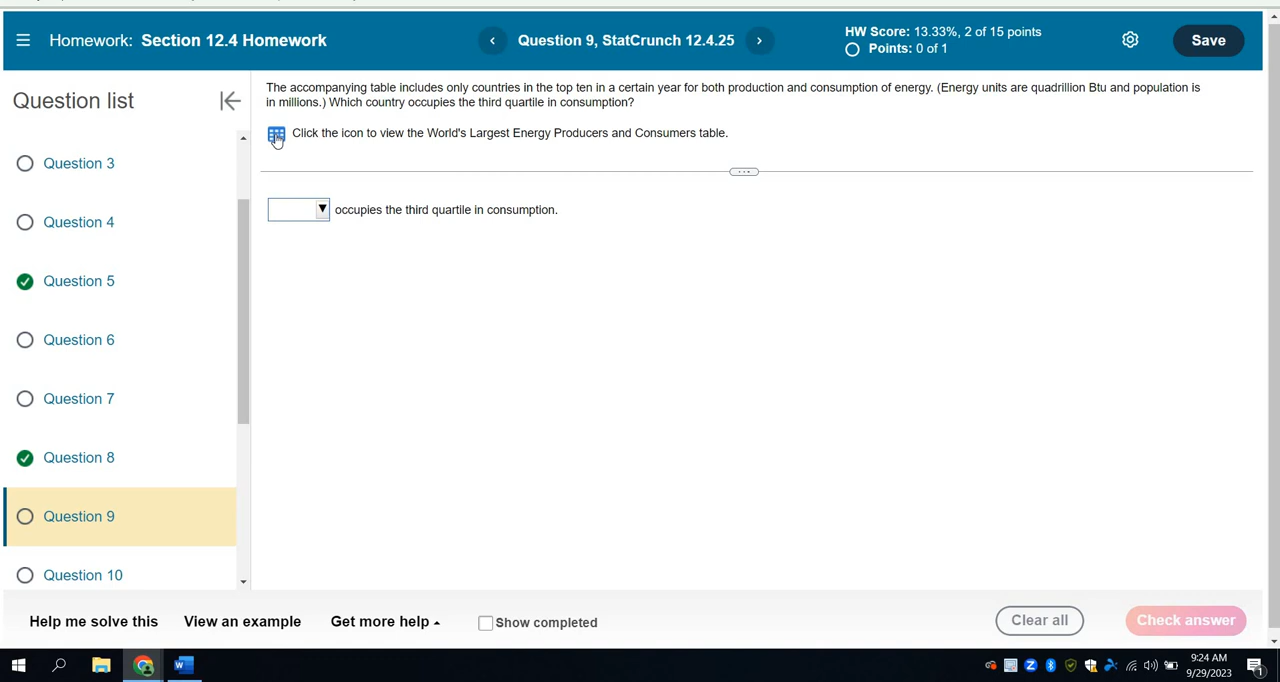 ☰ Homework: Section 12.4 Homework
‹ Question 9, StatCrunch 12.4.25 ›
HW Score: 13.33%, 2 of 15 points
Points: 0 of 1
Save
Question list
Question 3
Question 4
Question 5
Question 6
Question 7
Question 8
Question 9
Question 10
The accompanying table includes only countries in the top ten in a certain year for both production and consumption of energy. (Energy units are quadrillion Btu and population is
in millions.) Which country occupies the third quartile in consumption?
Click the icon to view the World's Largest Energy Producers and Consumers table.
occupies the third quartile in consumption.
Help me solve this
View an example
Get more help
Show completed
Clear all
Check answer
9:24 AM
9/29/2023